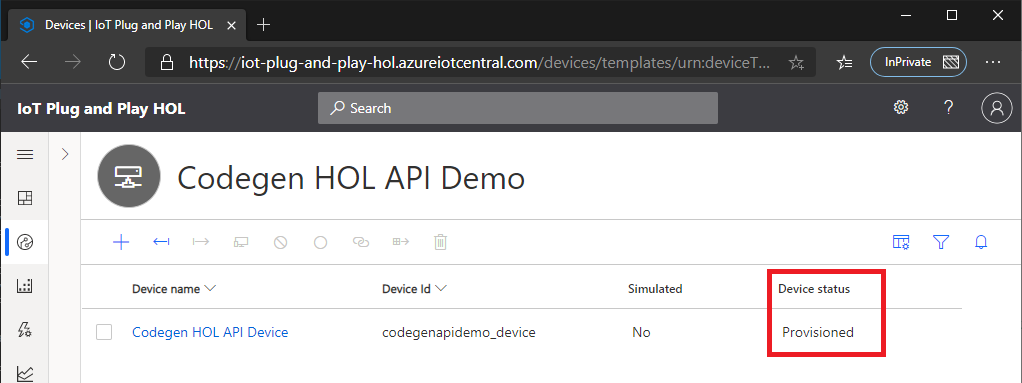 Devices | IoT Plug and Play HOL
https://iot-plug-and-play-hol.azureiotcentral.com/devices/templates/urn:deviceT...
InPrivate
IoT Plug and Play HOL
Search
?
Codegen HOL API Demo
Device name
Device Id
Simulated
Device status
Codegen HOL API Device
codegenapidemo_device
No
Provisioned